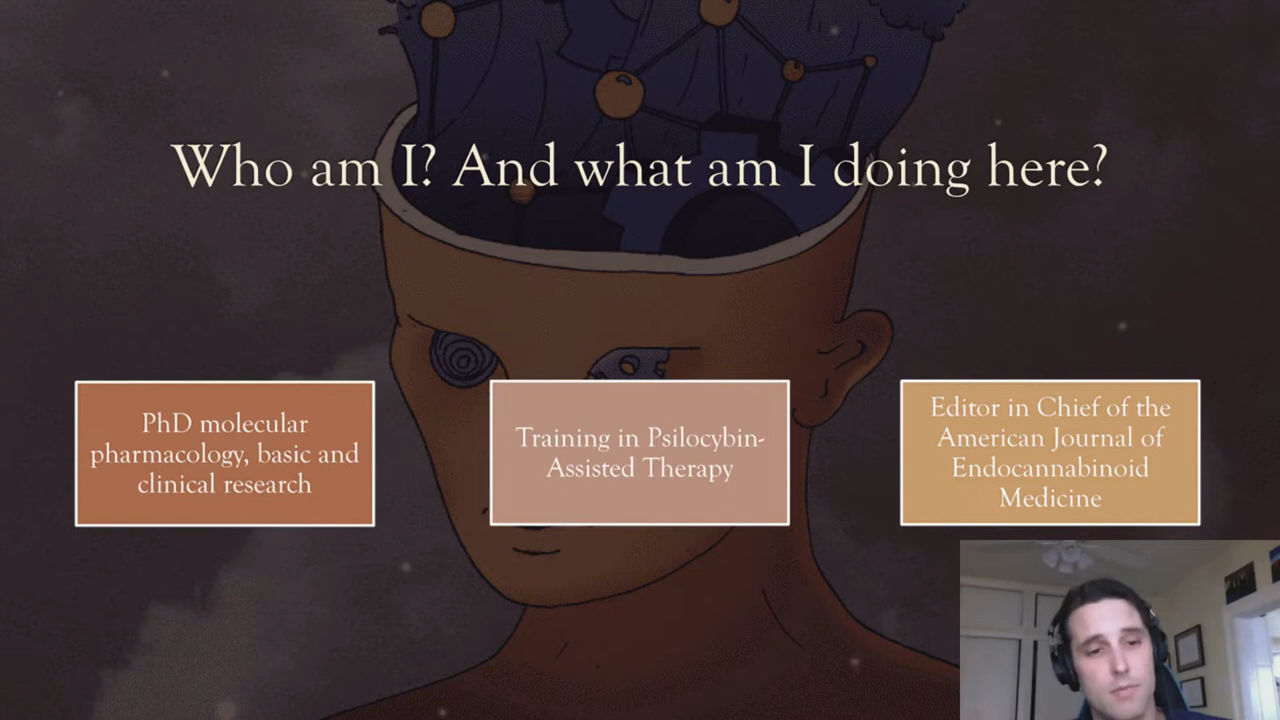 Who am I? And what am I doing here?
PhD molecular
pharmacology, basic and
clinical research
Training in Psilocybin-
Assisted Therapy
Editor in Chief of the
American Journal of
Endocannabinoid
Medicine